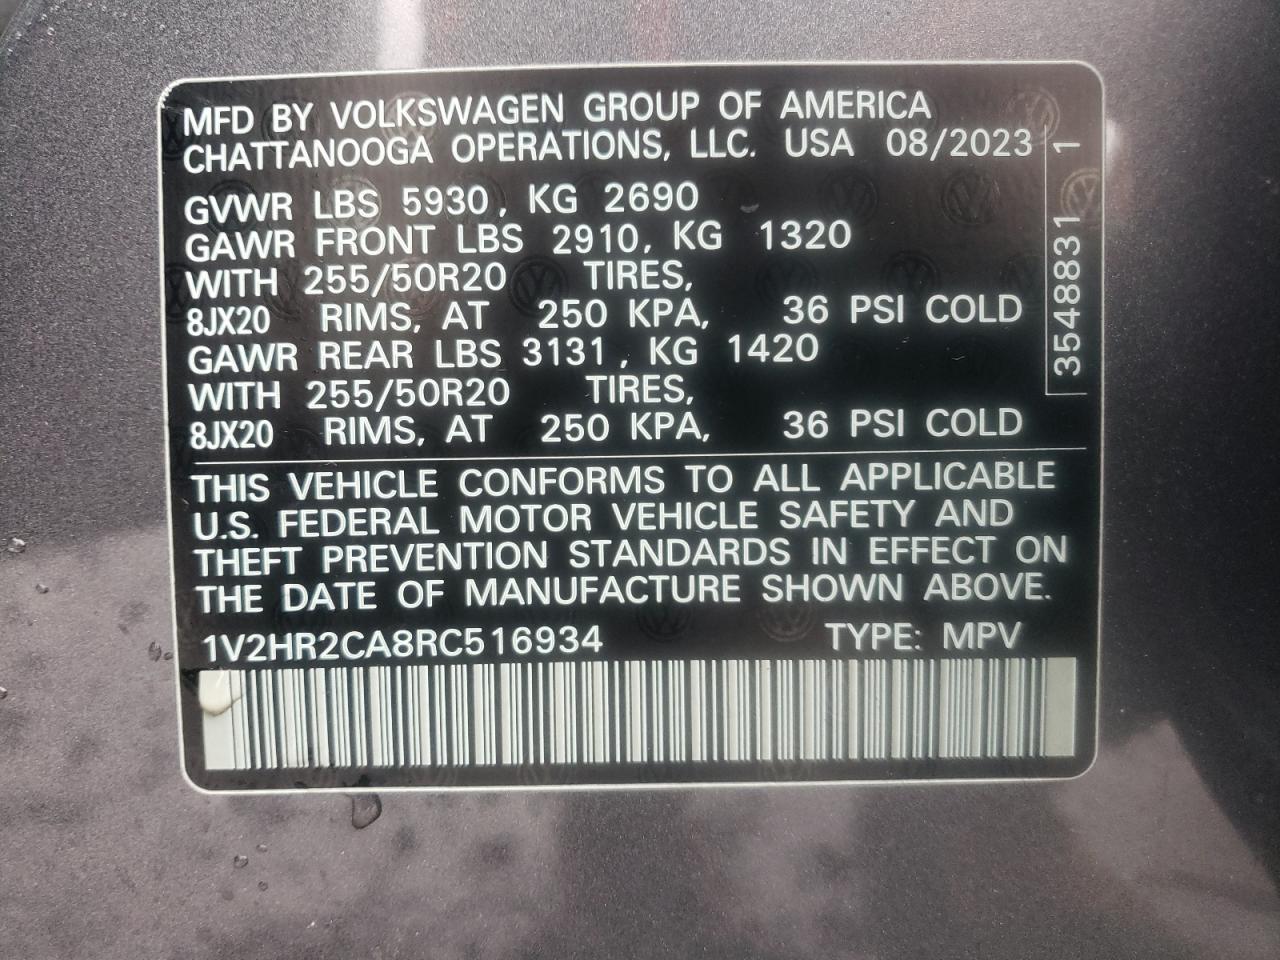 MFD BY VOLKSWAGEN GROUP OF AMERICA
CHATTANOOGA OPERATIONS, LLC. USA 08/2023
GVWR LBS 5930, KG 2690
GAWR FRONT LBS 2910, KG 1320
WITH 255/50R20 TIRES,
8JX20 RIMS, AT 250 KPA, 36 PSI COLD
GAWR REAR LBS 3131, KG 1420
WITH 255/50R20 TIRES,
8JX20 RIMS, AT 250 KPA, 36 PSI COLD
THIS VEHICLE CONFORMS TO ALL APPLICABLE
U.S. FEDERAL MOTOR VEHICLE SAFETY AND
THEFT PREVENTION STANDARDS IN EFFECT ON
THE DATE OF MANUFACTURE SHOWN ABOVE.
1V2HR2CA8RC516934 TYPE: MPV
3548831 1